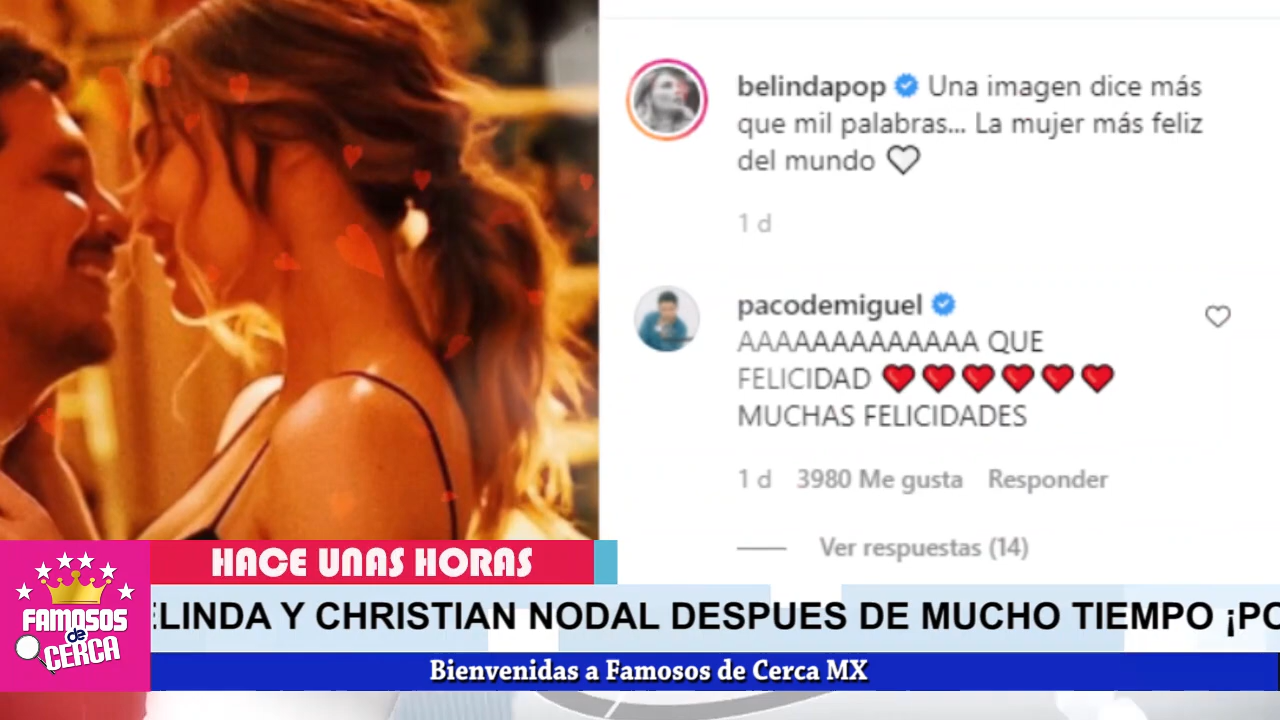 belindapop Una imagen dice más
que mil palabras... La mujer más feliz
del mundo
1 d
pacodemiguel
AAAAAAAAAAAAA QUE
FELICIDAD
MUCHAS FELICIDADES
1 d 3980 Me gusta Responder
Ver respuestas (14)
HACE UNAS HORAS
ELINDA Y CHRISTIAN NODAL DESPUES DE MUCHO TIEMPO ¡PO
FAMOSOS
de
CERCA
Bienvenidas a Famosos de Cerca MX